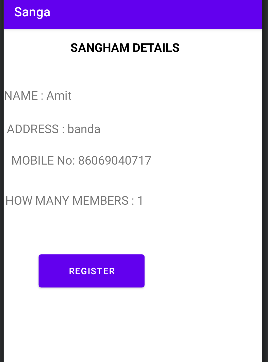 Sanga
SANGHAM DETAILS
NAME : Amit
ADDRESS : banda
MOBILE No: 86069040717
HOW MANY MEMBERS : 1
REGISTER